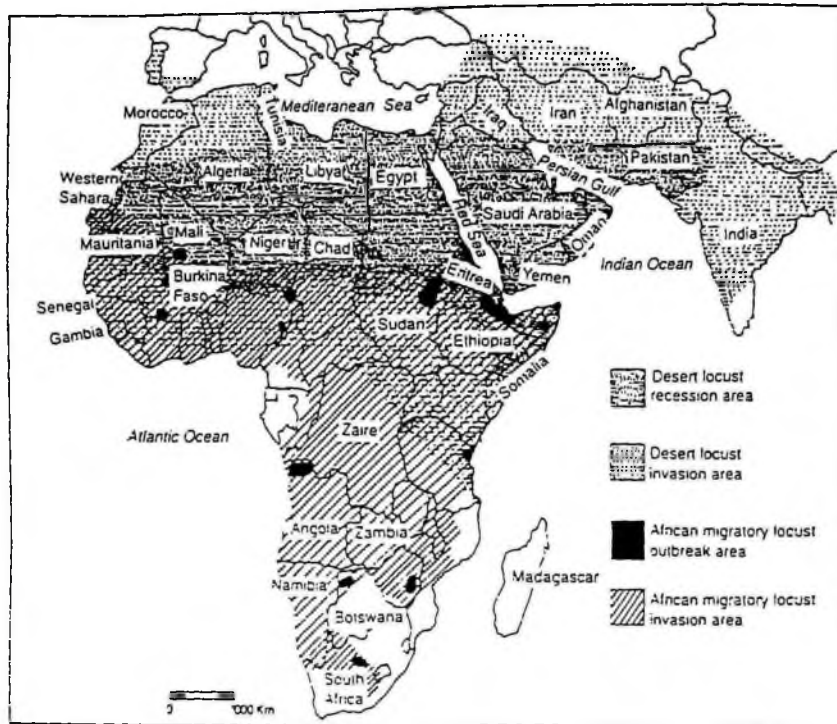 Mediteranean Sea
Morocco
Tunisia
Iraq
Iran
Afghanistan
Algeria
Libya
Egypt
Persian Gulf
Pakistan
Western
Sahara
Red Sea
Saudi Arabia
Mauritania
Mali
Niger
Chad
Oman
India
Burkina
Faso
Eritrea
Yemen
Indian Ocean
Senegal
Gambia
Sudan
Ethiopia
Somalia
Desert locust
recession area
Atlantic Ocean
Zaire
Desert locust
invasion area
Angola
Zambia
African migratory locust
outbreak area
Madagascar
Namibia
Botswana
African migratory locust
invasion area
South
Africa
0 1000 Km